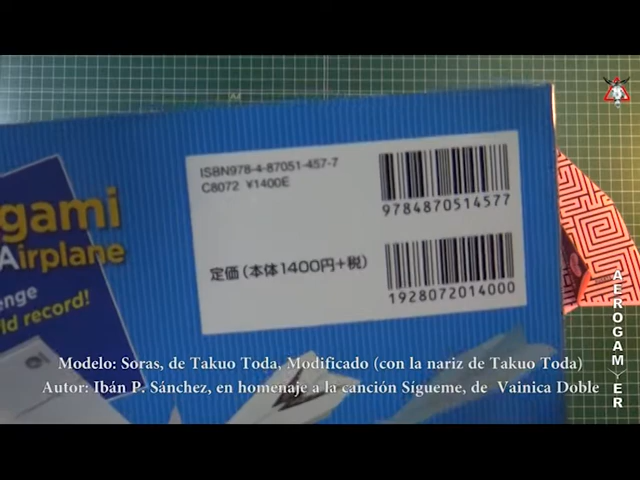 ISBN978-4-87051-457-7
C8072 ¥1400E
9784870514577
定価(本体1400円+税)
1928072014000
gami
Airplane
enge
ld record!
Modelo: Soras, de Takuo Toda, Modificado (con la nariz de Takuo Toda)
Autor: Ibán P. Sánchez, en homenaje a la canción Sígueme, de Vainica Doble
AEROGAMYER